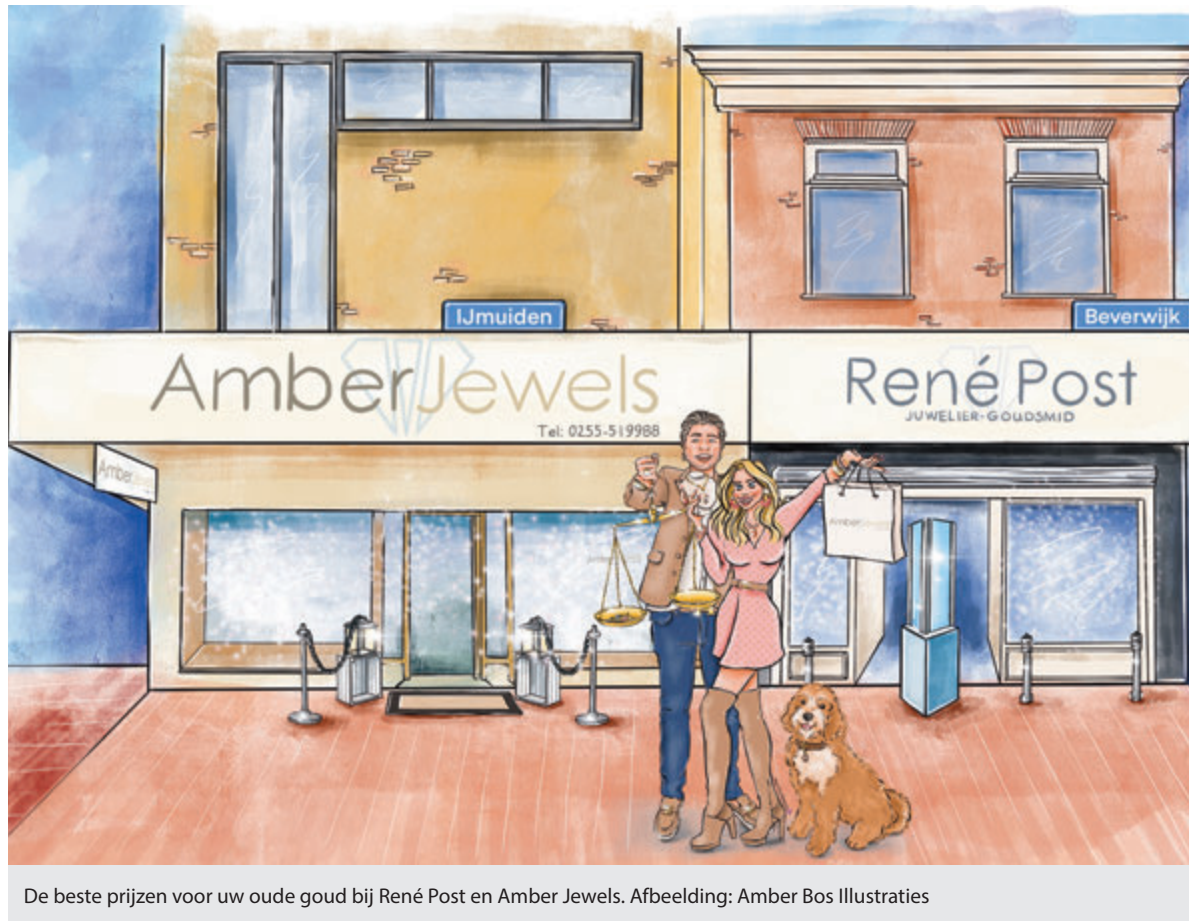 IJmuiden
Beverwijk
AmberJewels
Tel: 0255-519988
René Post
JUWELIER-GOUDSMID
Amber
Amber
De beste prijzen voor uw oude goud bij René Post en Amber Jewels. Afbeelding: Amber Bos Illustraties